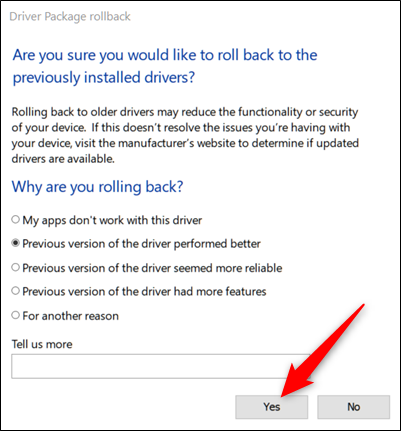 Driver Package rollback
Are you sure you would like to roll back to the
previously installed drivers?
Rolling back to older drivers may reduce the functionality or security
of your device. If this doesn't resolve the issues you're having with
your device, visit the manufacturer's website to determine if updated
drivers are available.
Why are you rolling back?
My apps don't work with this driver
Previous version of the driver performed better
Previous version of the driver seemed more reliable
Previous version of the driver had more features
For another reason
Tell us more
Yes
No